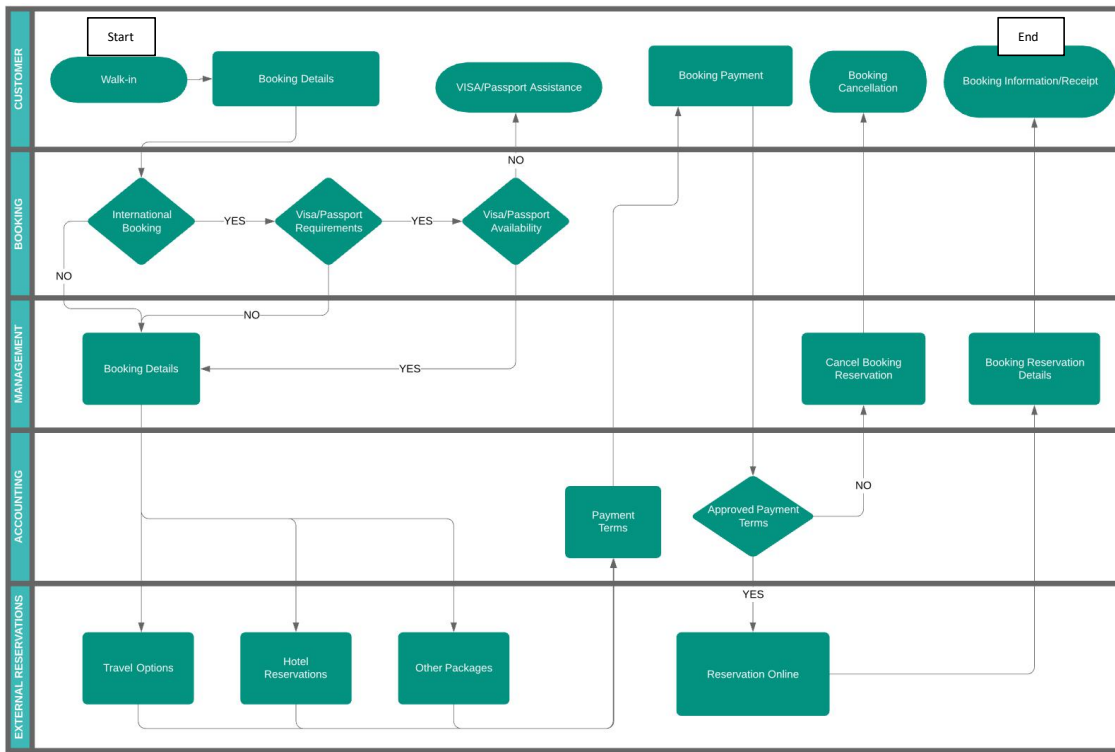 CUSTOMER
Start
End
Walk-in
Booking Details
VISA/Passport Assistance
Booking Payment
Booking
Cancellation
Booking Information/Receipt
BOOKING
NO
International
Booking
YES
Visa/Passport
Requirements
YES
Visa/Passport
Availability
NO
MANAGEMENT
NO
Booking Details
YES
Cancel Booking
Reservation
Booking Reservation
Details
ACCOUNTING
Payment
Terms
Approved Payment
Terms
NO
EXTERNAL RESERVATIONS
YES
Travel Options
Hotel
Reservations
Other Packages
Reservation Online